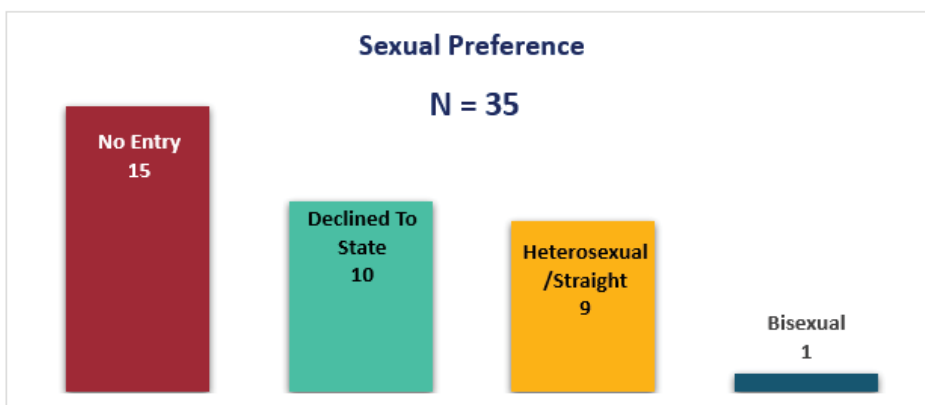 Sexual Preference
N = 35
No Entry
15
Declined To
State
10
Heterosexual
/Straight
9
Bisexual
1